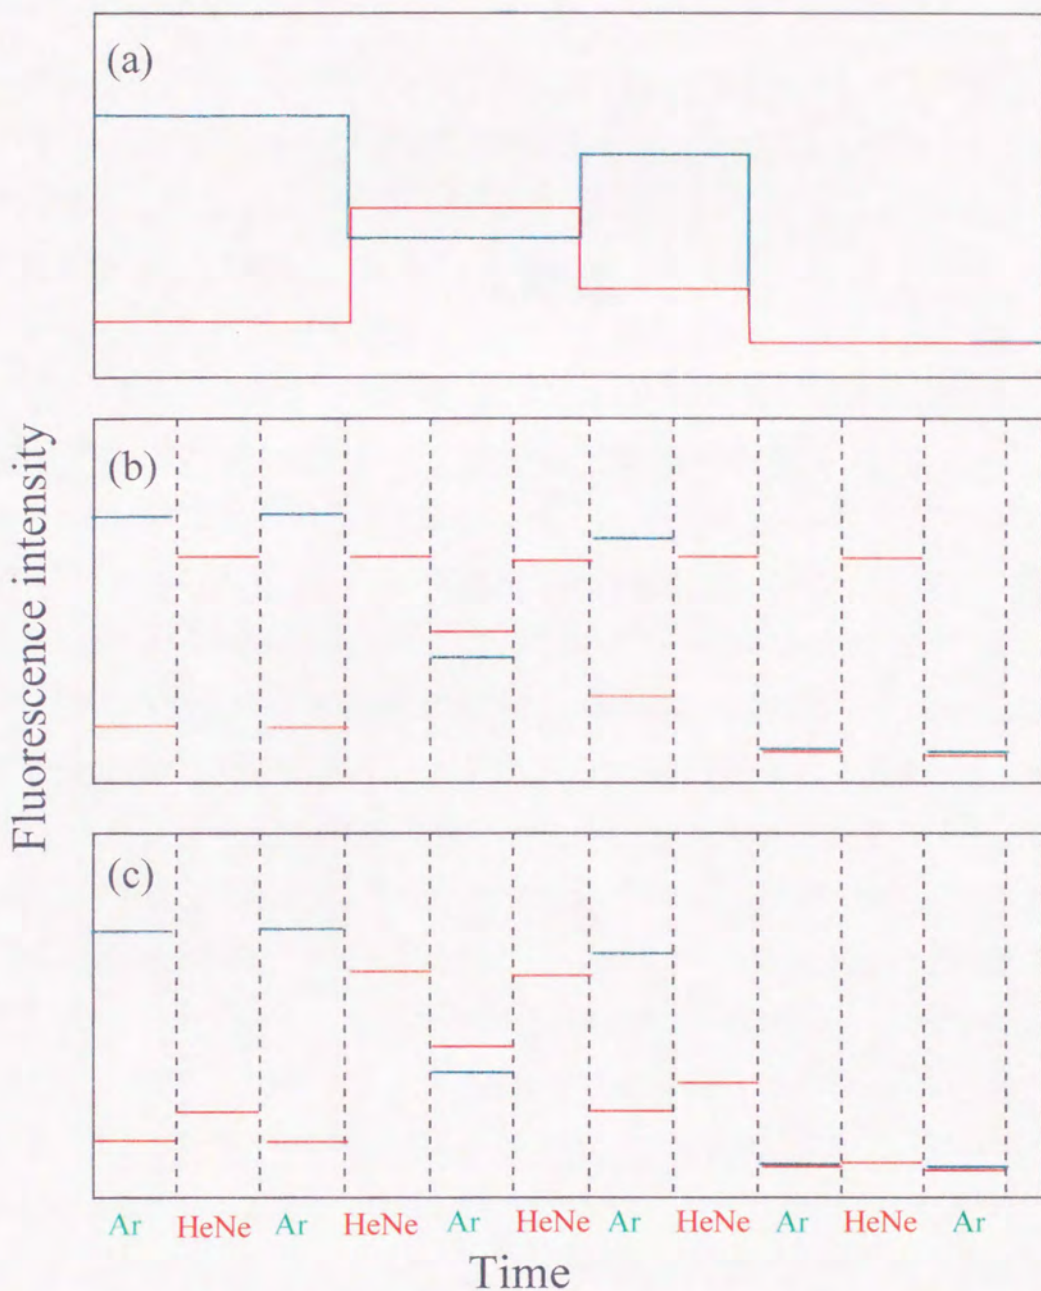 (a)
(b)
(c)
Fluorescence intensity
Ar HeNe Ar HeNe Ar HeNe Ar HeNe Ar HeNe Ar
Time